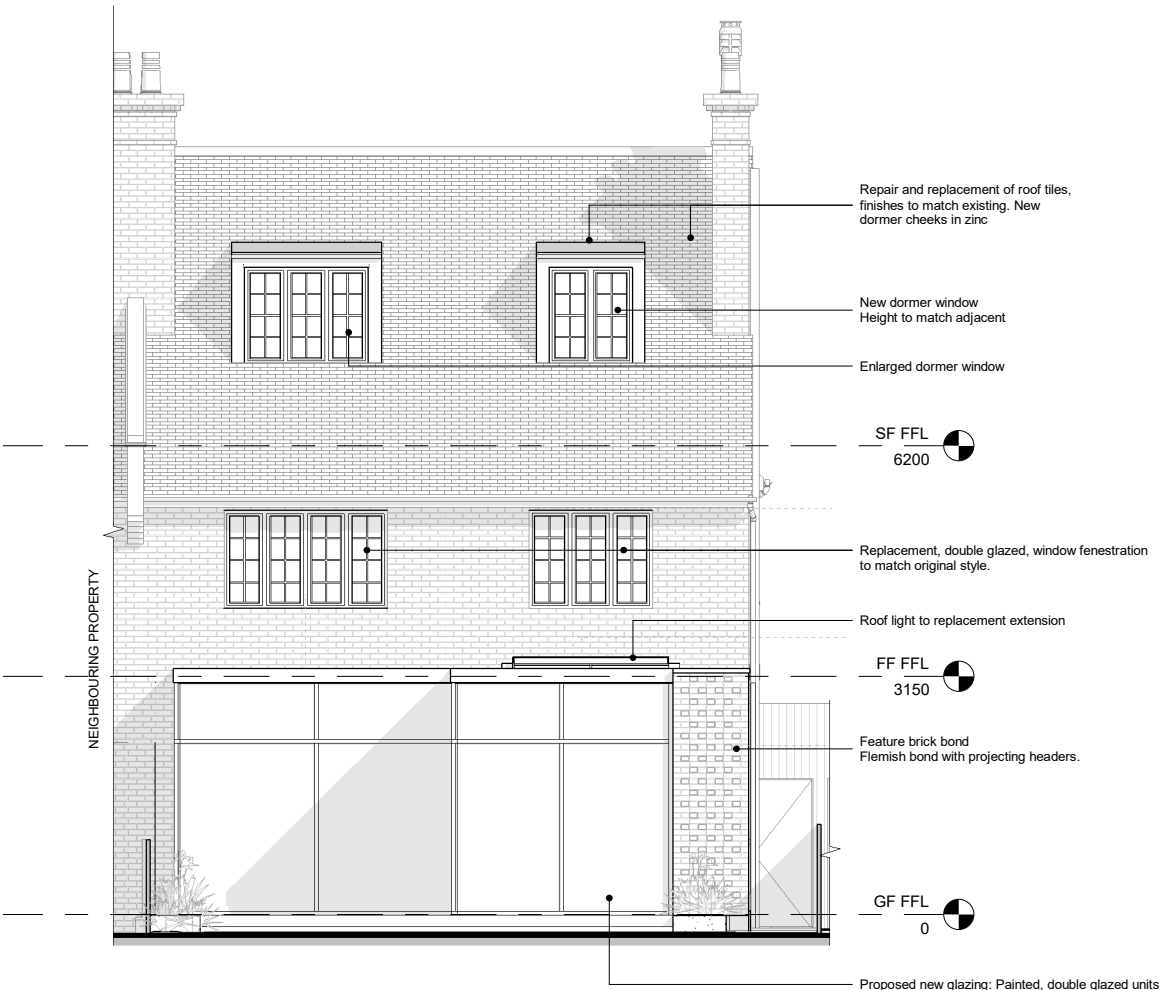 Repair and replacement of roof tiles,
finishes to match existing. New
dormer cheeks in zinc
New dormer window
Height to match adjacent
Enlarged dormer window
SF FFL
6200
Replacement, double glazed, window fenestration
to match original style.
Roof light to replacement extension
NEIGHBOURING PROPERTY
FF FFL
3150
Feature brick bond
Flemish bond with projecting headers.
GF FFL
0
Proposed new glazing: Painted, double glazed units